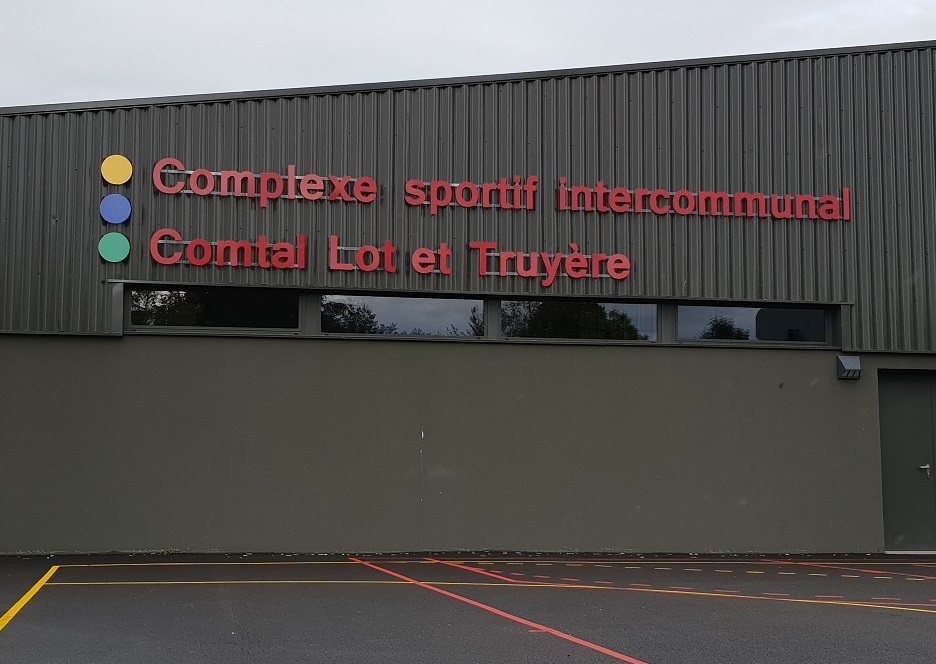 Complexe sportif intercommunal
Comtal Lot et Truyère